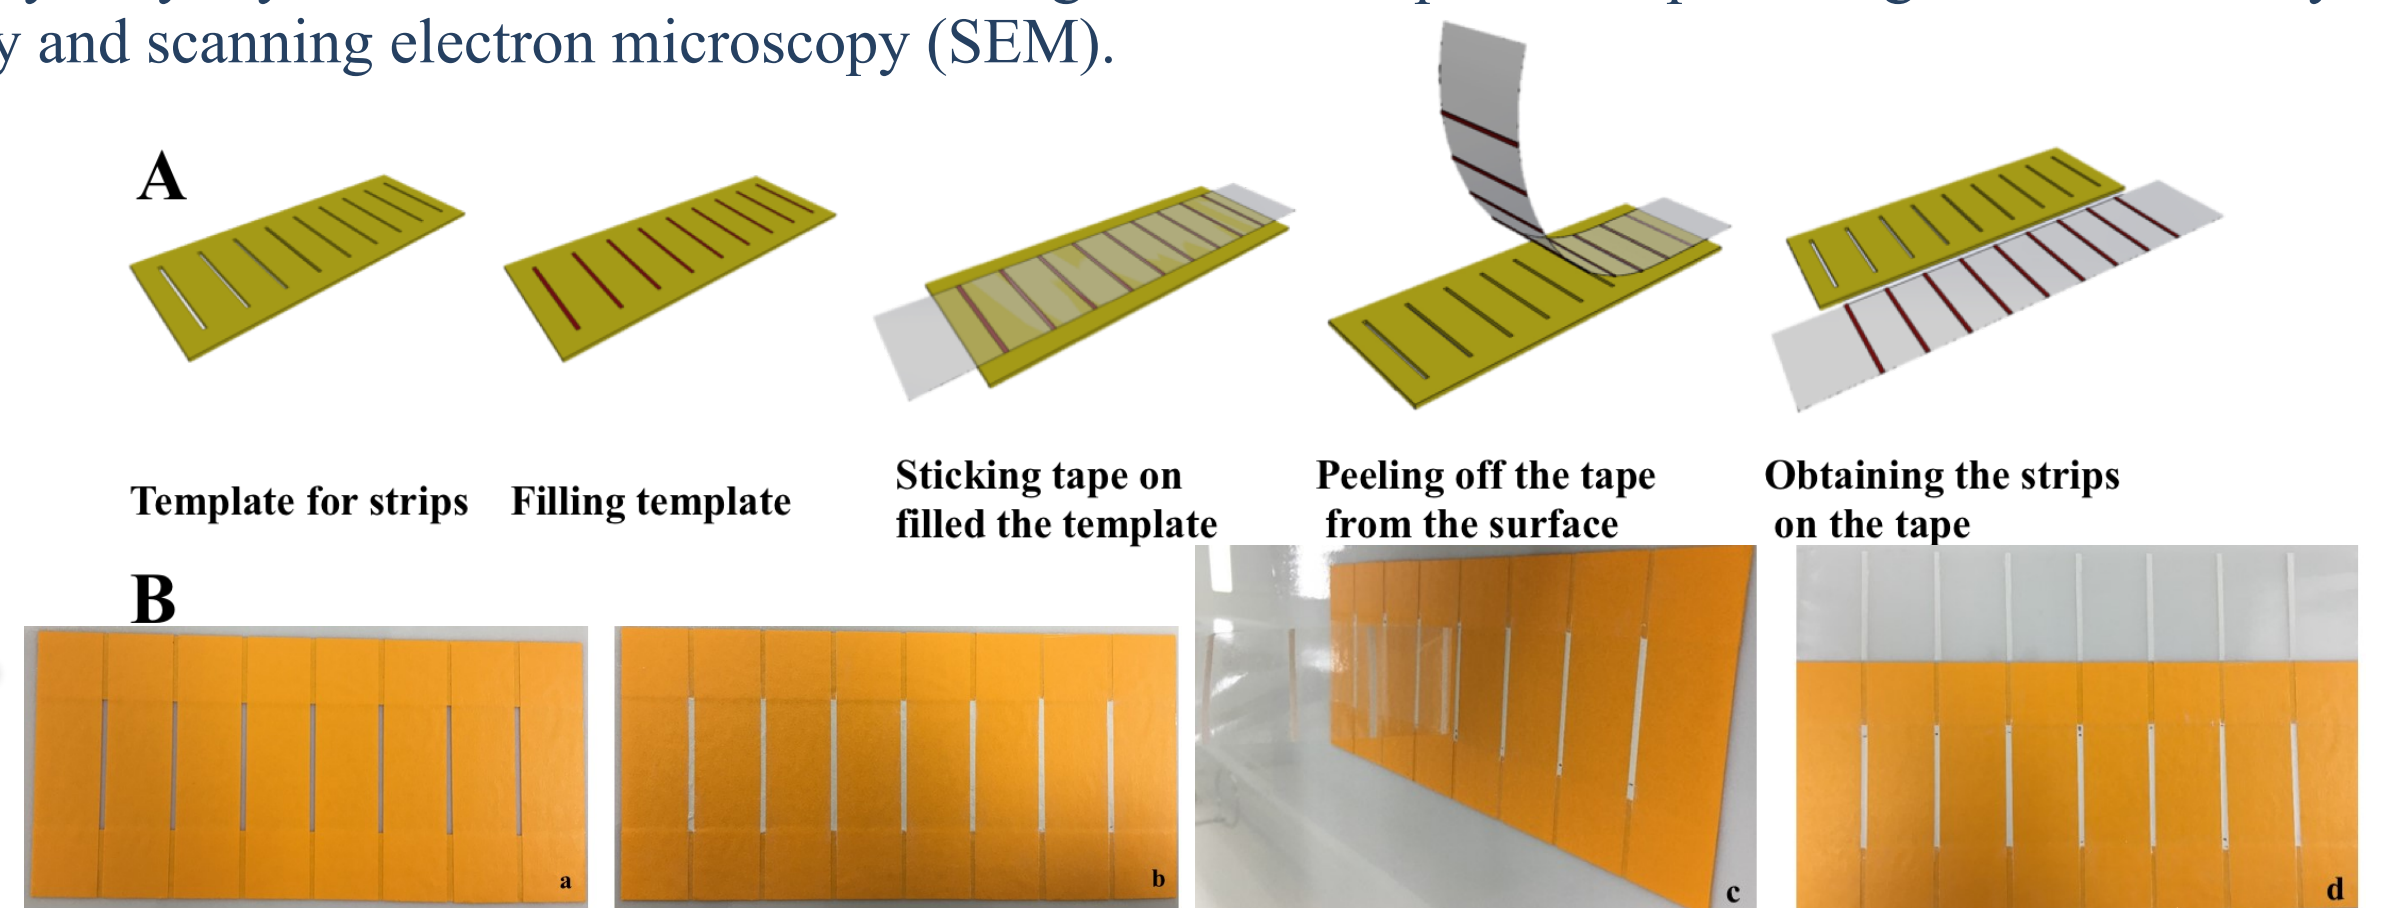 y and scanning electron microscopy (SEM).
A
Template for strips
Filling template
Sticking tape on
filled the template
Peeling off the tape
from the surface
Obtaining the strips
on the tape
B
a
b
c
d